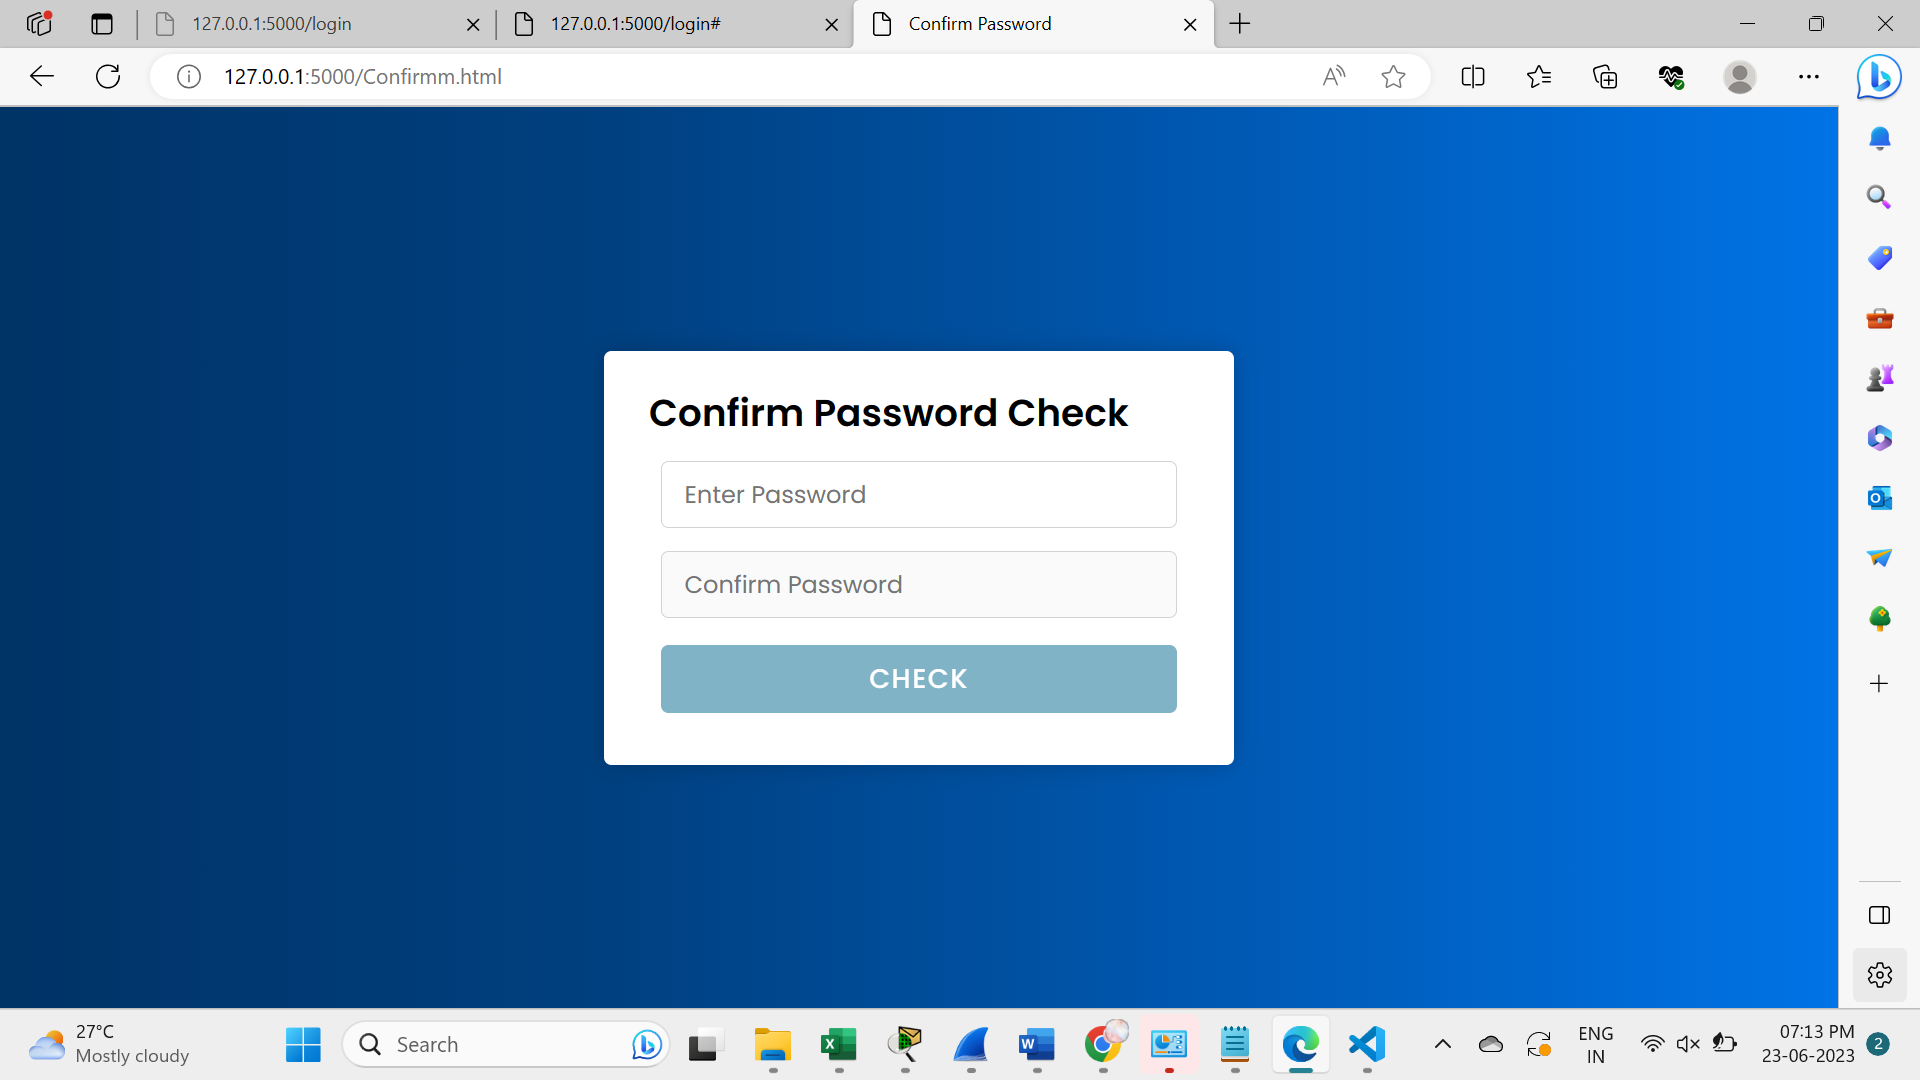 127.0.0.1:5000/login
127.0.0.1:5000/login#
Confirm Password
127.0.0.1:5000/Confirmm.html
Confirm Password Check
Enter Password
Confirm Password
CHECK
27°C
Mostly cloudy
Search
ENG
IN
07:13 PM
23-06-2023
2